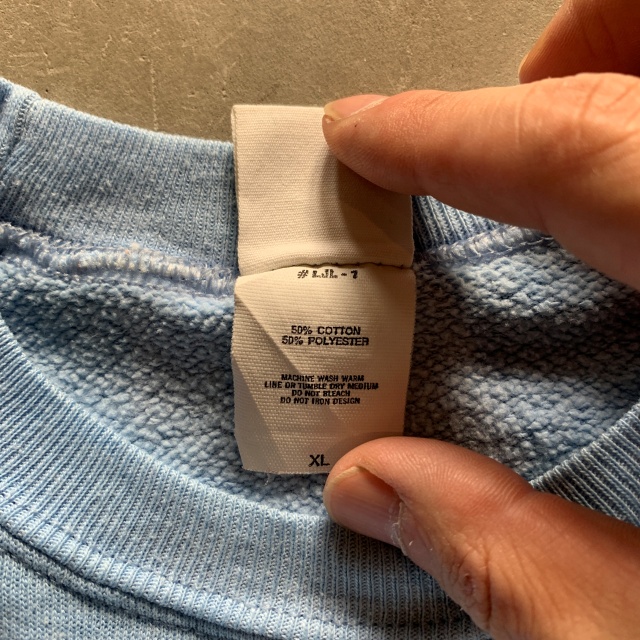 #LJL-1
50% COTTON
50% POLYESTER
MACHINE WASH WARM
LINE OR TUMBLE DRY MEDIUM
DO NOT BLEACH
DO NOT IRON DESIGN
XL